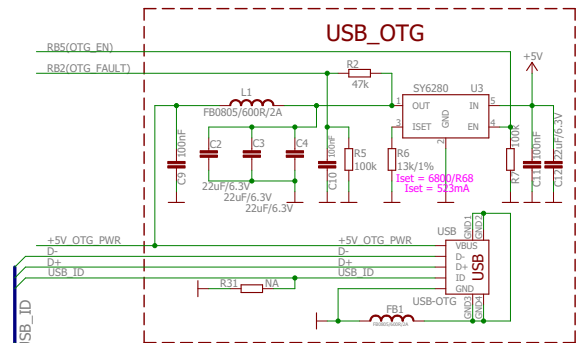 USB_OTG
RB5(OTG_EN)
RB2(OTG_FAULT)
R2
47k
SY6280
U3
+5V
L1
FB0805/600R/2A
1
OUT
IN
5
3
ISET
GND
EN
4
2
C9
100nF
C2
C3
C4
22uF/6.3V
22uF/6.3V
22uF/6.3V
C10
100nF
R5
100k
R6
13k/1%
Iset = 6800/R68
Iset = 523mA
R7
100k
C11
100nF
C12
22uF/6.3V
+5V_OTG_PWR
+5V_OTG_PWR
D-
D-
D+
D+
USB_ID
USB_ID
USB
GND1
GND2
VBUS
D-
D+
ID
GND
USB
GND3
GND4
USB-OTG
R31
NA
FB1
FB0805/600R/2A
USB_ID